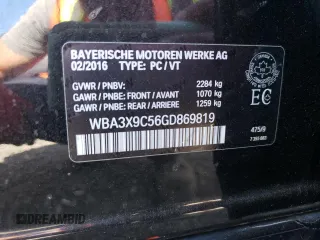 BAYERISCHE MOTOREN WERKE AG
02/2016 TYPE: PC / VT
GVWR / PNBV: 2284 kg
GAWR / PNBE: FRONT / AVANT 1070 kg
GAWR / PNBE: REAR / ARRIERE 1259 kg
WBA3X9C56GD869819
EC
475/9
DREAMBID